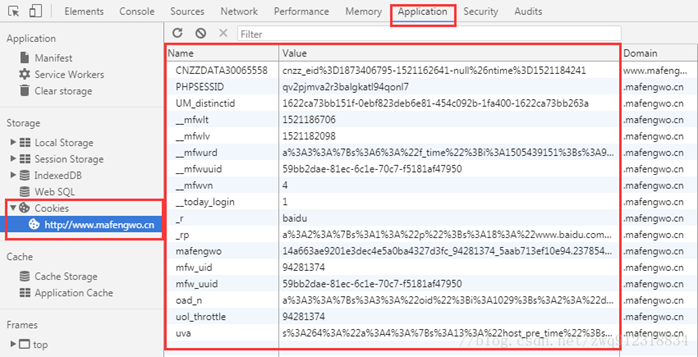 Elements Console Sources Network Performance Memory Application Security Audits
Application
Manifest
Service Workers
Clear storage
Storage
Local Storage
Session Storage
IndexedDB
Web SQL
Cookies
http://www.mafengwo.cn
Cache
Cache Storage
Application Cache
Frames
top
Filter
Name Value Domain
CNZZDATA30065558 cnzz_eid%3D1873406795-1521162641-null%26ntime%3D1521184241 www.mafeng...
PHPSESSID qv2pjmva2r3balgkatl94qonl7 .mafengwo.cn
UM_distinctid 1622ca73bb151f-0ebf823deb6e81-454c092b-1fa400-1622ca73bb263a .mafengwo.cn
__mfwlt 1521186706 .mafengwo.cn
__mfwlv 1521182098 .mafengwo.cn
__mfwurd a%3A3%3A%7Bs%3A6%3A%22f_time%22%3Bi%3A1505439151%3Bs%3A9... .mafengwo.cn
__mfwuuid 59bb2dae-81ec-6c1e-70c7-f5181af47950 .mafengwo.cn
__mfwvn 4 .mafengwo.cn
__today_login 1 .mafengwo.cn
_r baidu .mafengwo.cn
_rp a%3A2%3A%7Bs%3A1%3A%22p%22%3Bs%3A18%3A%22www.baidu.com... .mafengwo.cn
mafengwo 14a663ae9201e3dec4e5a0ba4327d3fc_94281374_5aab713ef10e94.237854... .mafengwo.cn
mfw_uid 94281374 .mafengwo.cn
mfw_uuid 59bb2dae-81ec-6c1e-70c7-f5181af47950 .mafengwo.cn
oad_n a%3A3%3A%7Bs%3A3%3A%22oid%22%3Bi%3A1029%3Bs%3A2%3A%22d... .mafengwo.cn
uol_throttle 94281374 .mafengwo.cn
uva s%3A264%3A%22a%3A4%3A%7Bs%3A13%3A%22host_pre_time%22%3Bs... .mafengwo.cn
http://blog.csdn.net/zwq912318834